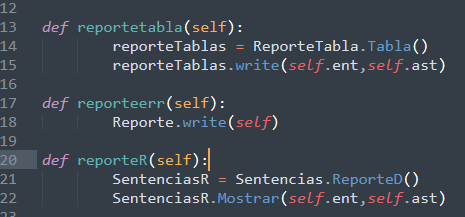 12
13 def reportetabla(self):
14 reporteTablas = ReporteTabla.Tabla()
15 reporteTablas.write(self.ent,self.ast)
16
17 def reporteerr(self):
18 Reporte.write(self)
19
20 def reporteR(self):
21 SentenciasR = Sentencias.ReporteD()
22 SentenciasR.Mostrar(self.ent,self.ast)